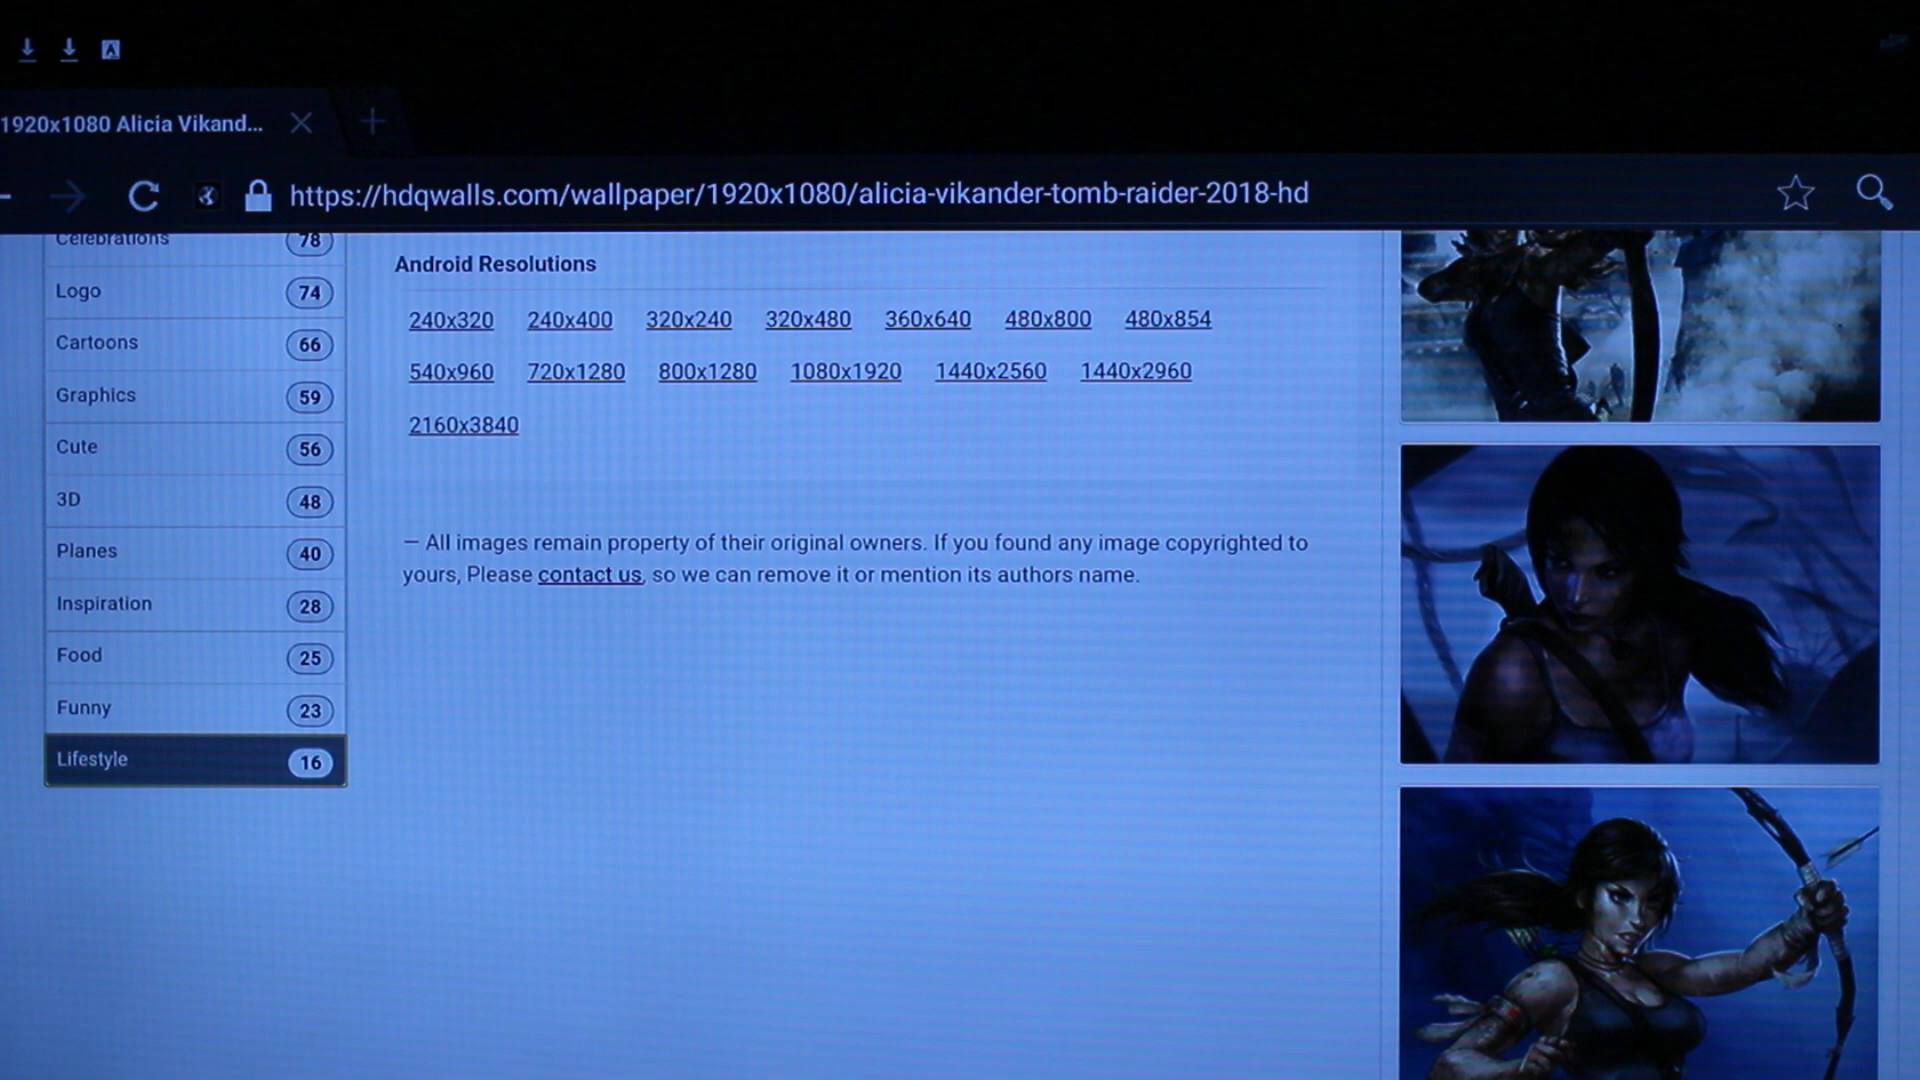 1920x1080 Alicia Vikand...
https://hdqwalls.com/wallpaper/1920x1080/alicia-vikander-tomb-raider-2018-hd
Celebrations 78
Logo 74
Cartoons 66
Graphics 59
Cute 56
3D 48
Planes 40
Inspiration 28
Food 25
Funny 23
Lifestyle 16
Android Resolutions
240x320 240x400 320x240 320x480 360x640 480x800 480x854
540x960 720x1280 800x1280 1080x1920 1440x2560 1440x2960
2160x3840
— All images remain property of their original owners. If you found any image copyrighted to
yours, Please contact us, so we can remove it or mention its authors name.